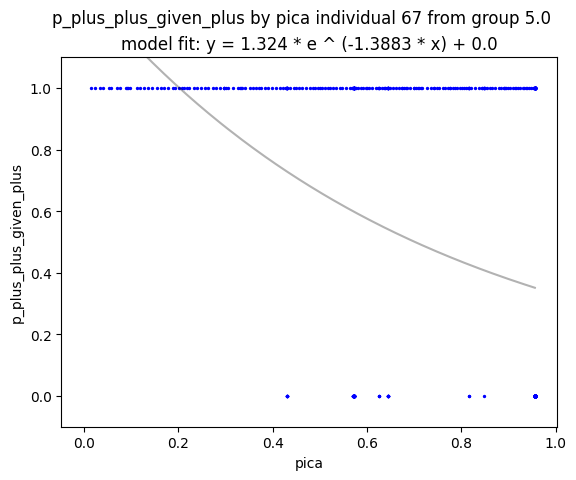 p_plus_plus_given_plus by pica individual 67 from group 5.0
model fit: y = 1.324 * e ^ (-1.3883 * x) + 0.0
p_plus_plus_given_plus
1.0
0.8
0.6
0.4
0.2
0.0
0.0 0.2 0.4 0.6 0.8 1.0
pica